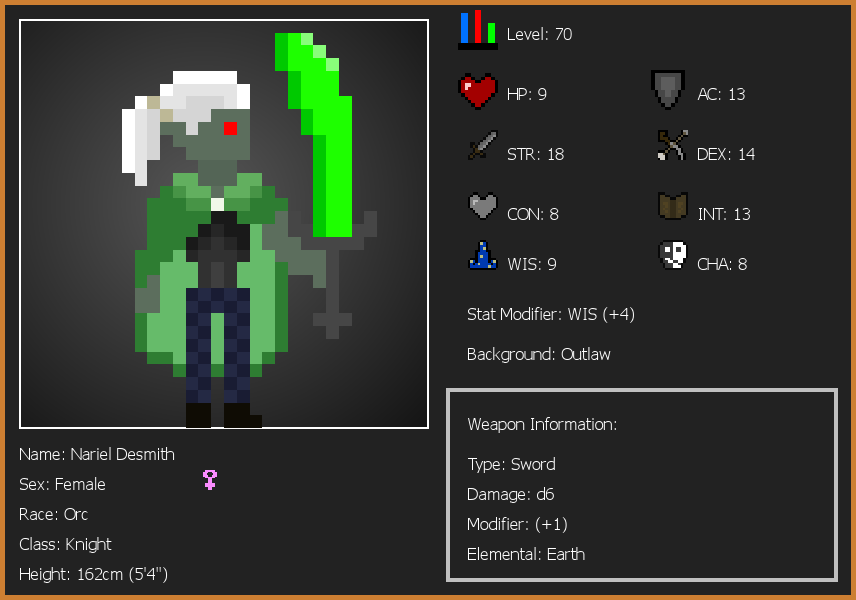 Level: 70
HP: 9
AC: 13
STR: 18
DEX: 14
CON: 8
INT: 13
WIS: 9
CHA: 8
Stat Modifier: WIS (+4)
Background: Outlaw
Weapon Information:
Type: Sword
Damage: d6
Modifier: (+1)
Elemental: Earth
Name: Nariel Desmith
Sex: Female
Race: Orc
Class: Knight
Height: 162cm (5'4")